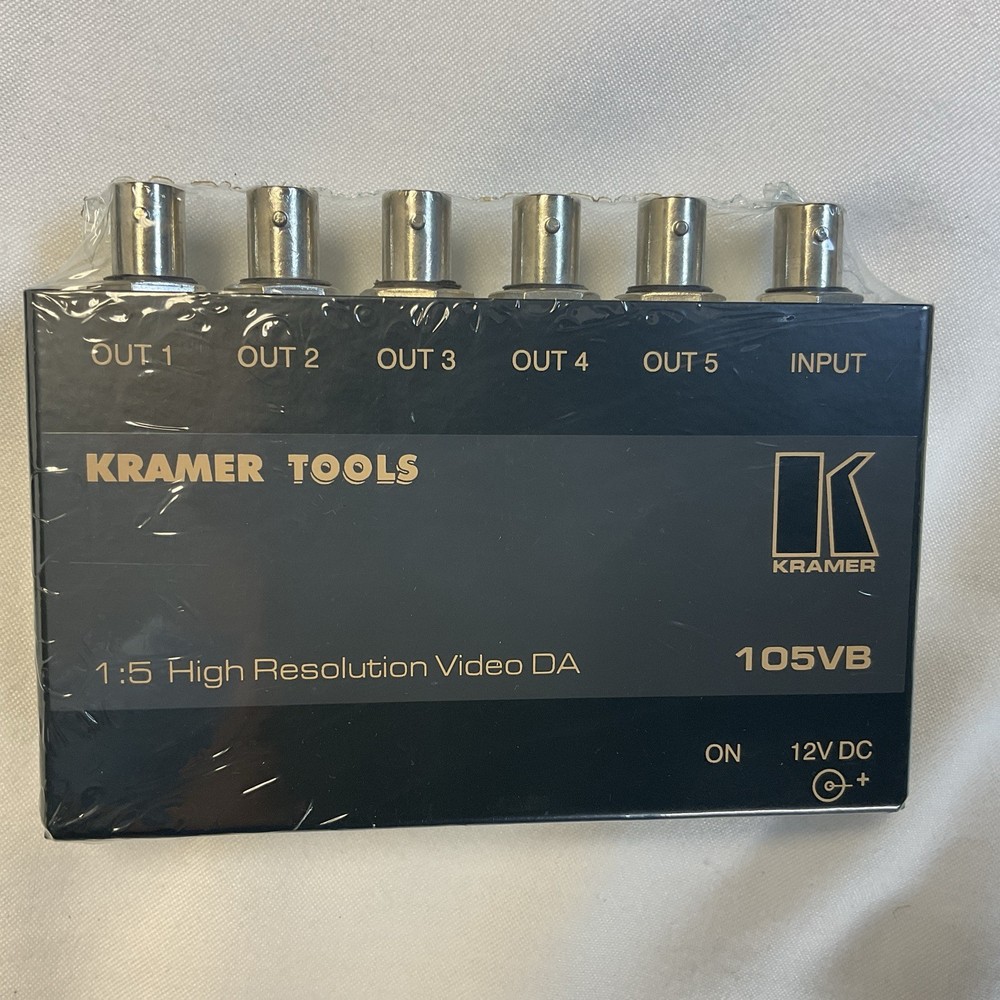 OUT 1 OUT 2 OUT 3 OUT 4 OUT 5 INPUT
KRAMER TOOLS
K
KRAMER
1:5 High Resolution Video DA
105VB
ON 12V DC
+